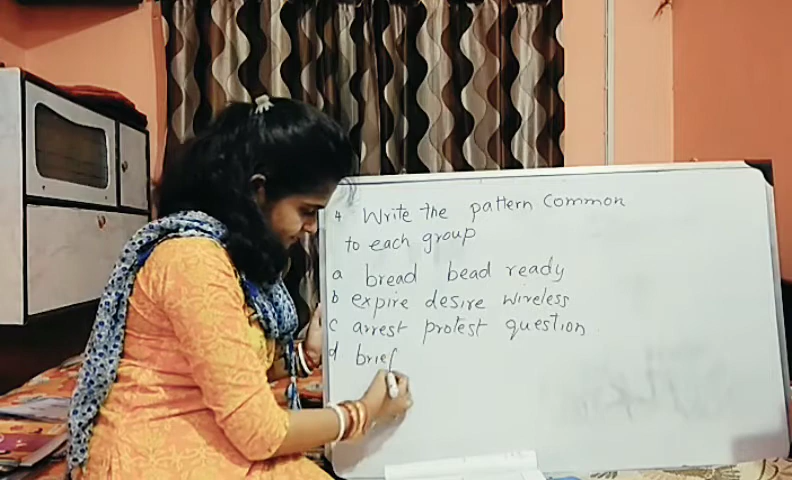 4 Write the pattern common
to each group
a bread bead ready
b expire desire wireless
c arrest protest question
d brief